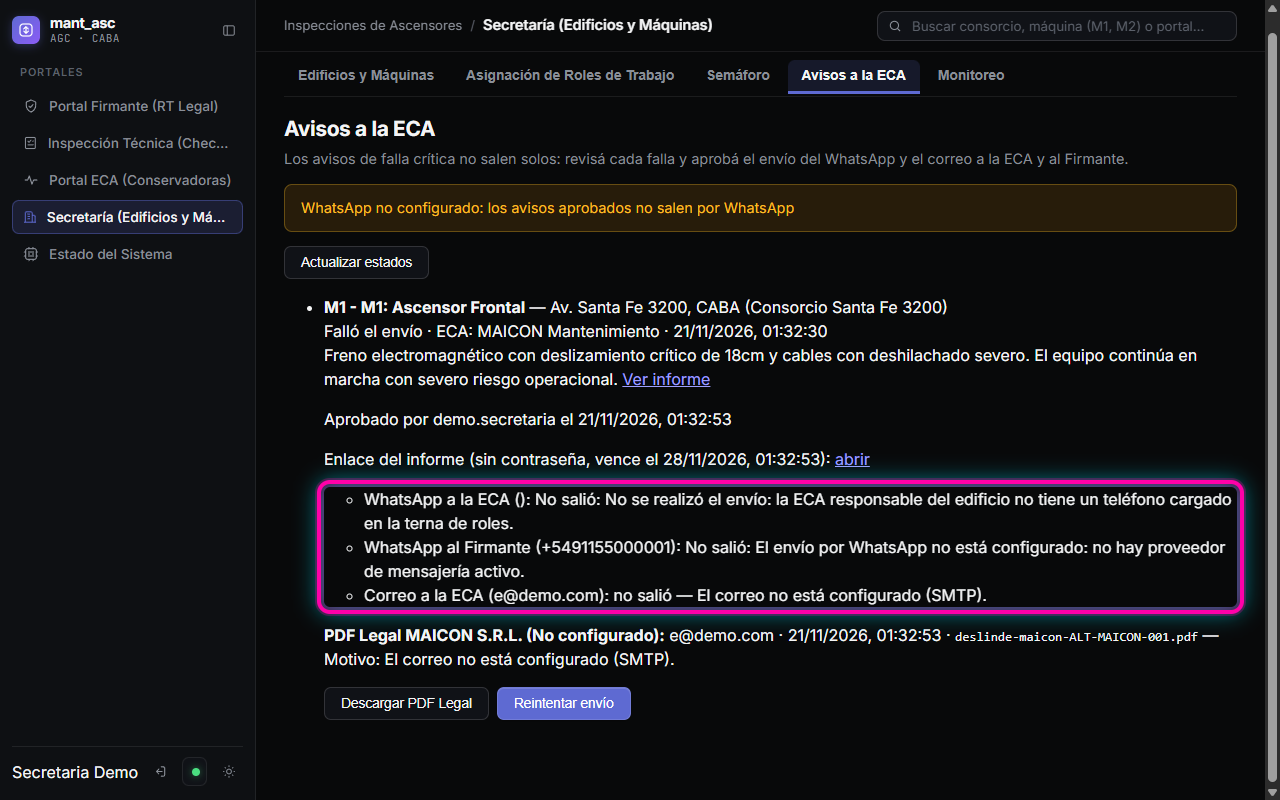 mant_asc
AGC · CABA
PORTALES
Portal Firmante (RT Legal)
Inspección Técnica (Chec...
Portal ECA (Conservadoras)
Secretaría (Edificios y Má...
Estado del Sistema
Secretaria Demo
Inspecciones de Ascensores / Secretaría (Edificios y Máquinas)
Buscar consorcio, máquina (M1, M2) o portal...
Edificios y Máquinas
Asignación de Roles de Trabajo
Semáforo
Avisos a la ECA
Monitoreo
Avisos a la ECA
Los avisos de falla crítica no salen solos: revisá cada falla y aprobá el envío del WhatsApp y el correo a la ECA y al Firmante.
WhatsApp no configurado: los avisos aprobados no salen por WhatsApp
Actualizar estados
M1 - M1: Ascensor Frontal — Av. Santa Fe 3200, CABA (Consorcio Santa Fe 3200)
Falló el envío · ECA: MAICON Mantenimiento · 21/11/2026, 01:32:30
Freno electromagnético con deslizamiento crítico de 18cm y cables con deshilachado severo. El equipo continúa en
marcha con severo riesgo operacional. Ver informe
Aprobado por demo.secretaria el 21/11/2026, 01:32:53
Enlace del informe (sin contraseña, vence el 28/11/2026, 01:32:53): abrir
WhatsApp a la ECA (): No salió: No se realizó el envío: la ECA responsable del edificio no tiene un teléfono cargado
en la terna de roles.
WhatsApp al Firmante (+5491155000001): No salió: El envío por WhatsApp no está configurado: no hay proveedor
de mensajería activo.
Correo a la ECA (e@demo.com): no salió — El correo no está configurado (SMTP).
PDF Legal MAICON S.R.L. (No configurado): e@demo.com · 21/11/2026, 01:32:53 · deslinde-maicon-ALT-MAICON-001.pdf —
Motivo: El correo no está configurado (SMTP).
Descargar PDF Legal
Reintentar envío